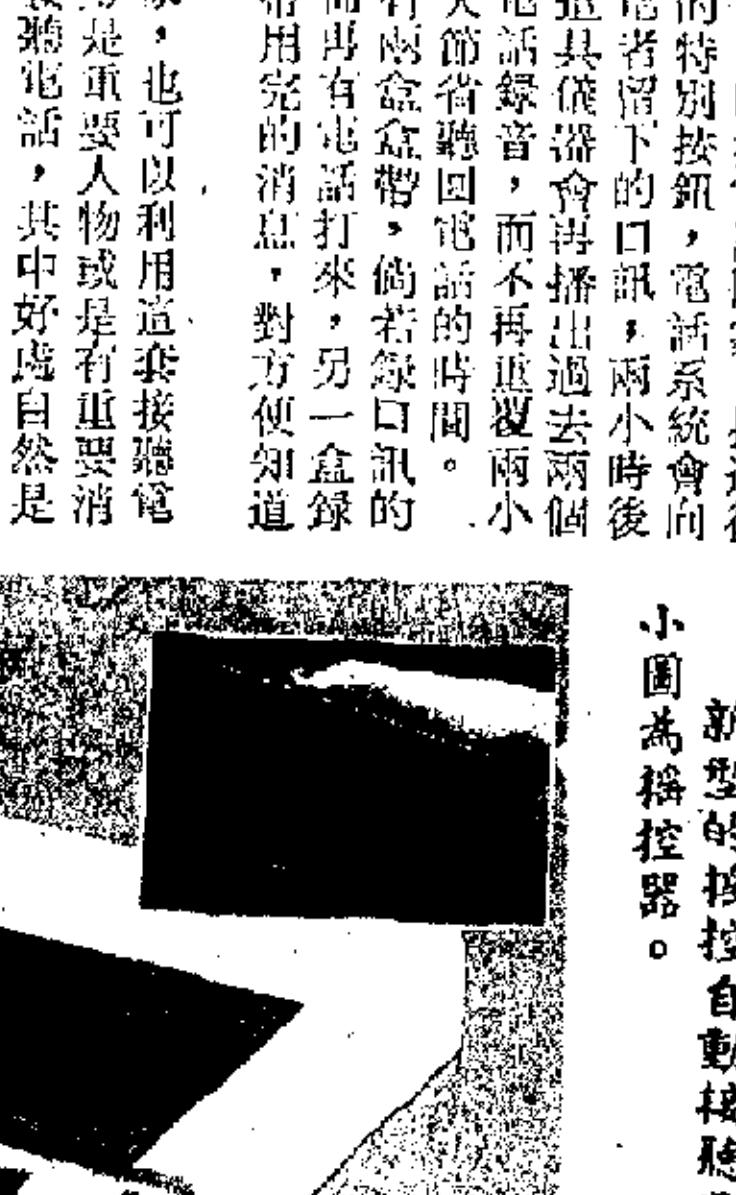 的特別按鈕，電話系統會向
電者留下的口訊，兩小時後
這具儀器會再播出過去兩個
電話錄音，而不再重覆兩小
大節省聽回電話的時間。
有兩盒盒帶，倘若錄口訊的
而再有電話打來，另一盒錄
帶用完的消息，對方便知道
，也可以利用這套接聽電
是重要人物或是有重要消
接聽電話，其中好處自然是
新型的控自動接聽
小圖為控器。